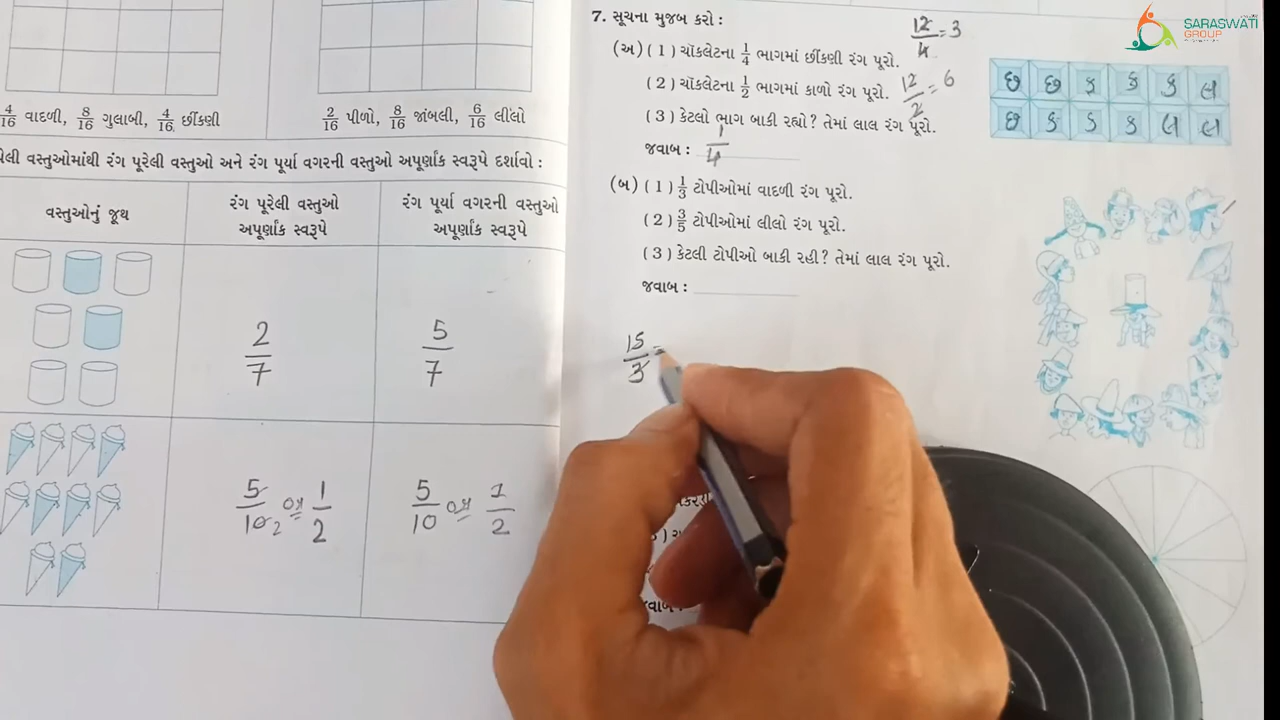 SARASWATI
GROUP
4/16 વાદળી, 8/16 ગુલાબી, 4/16 છીંકણી
2/16 પીળો, 8/16 જાંબલી, 6/16 લીલો
વસ્તુઓમાંથી રંગ પૂરેલી વસ્તુઓ અને રંગ પૂર્યા વગરની વસ્તુઓ અપૂર્ણાંક સ્વરૂપે દર્શાવો :
વસ્તુઓનું જૂથ
રંગ પૂરેલી વસ્તુઓ
અપૂર્ણાંક સ્વરૂપે
રંગ પૂર્યા વગરની વસ્તુઓ
અપૂર્ણાંક સ્વરૂપે
2/7
5/7
5/10 2 અથવા 1/2
5/10 અથવા 1/2
7. સૂચના મુજબ કરો :
12/4 = 3
(અ) (1) ચૉકલેટના 1/4 ભાગમાં છીંકણી રંગ પૂરો.
(2) ચૉકલેટના 1/2 ભાગમાં કાળો રંગ પૂરો. 12/2 = 6
(3) કેટલો ભાગ બાકી રહ્યો? તેમાં લાલ રંગ પૂરો.
જવાબ : 1/4
છ છ ક ક ક લ
છ ક ક ક લ લ
(બ) (1) 1/3 ટોપીઓમાં વાદળી રંગ પૂરો.
(2) 3/5 ટોપીઓમાં લીલો રંગ પૂરો.
(3) કેટલી ટોપીઓ બાકી રહી? તેમાં લાલ રંગ પૂરો.
જવાબ :
15/3 =